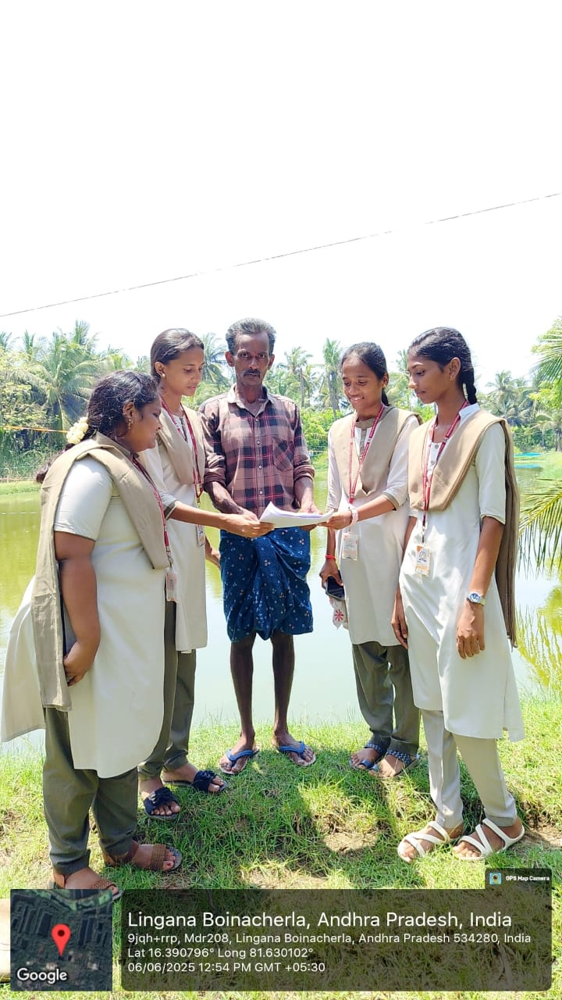 GPS Map Camera
Lingana Boinacherla, Andhra Pradesh, India
9jqh+rrp, Mdr208, Lingana Boinacherla, Andhra Pradesh 534280, India
Lat 16.390796° Long 81.630102°
06/06/2025 12:54 PM GMT +05:30
Google